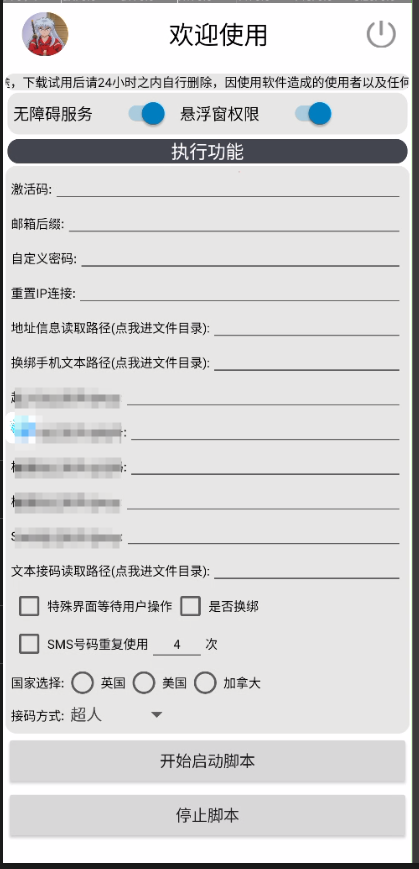 欢迎使用
下载试用后请24小时之内自行删除，因使用软件造成的使用者以及任何
无障碍服务 悬浮窗权限
执行功能
激活码:
邮箱后缀:
自定义密码:
重置IP连接:
地址信息读取路径(点我进文件目录):
换绑手机文本路径(点我进文件目录):
文本接码读取路径(点我进文件目录):
特殊界面等待用户操作 是否换绑
SMS号码重复使用 4 次
国家选择: 英国 美国 加拿大
接码方式: 超人
开始启动脚本
停止脚本